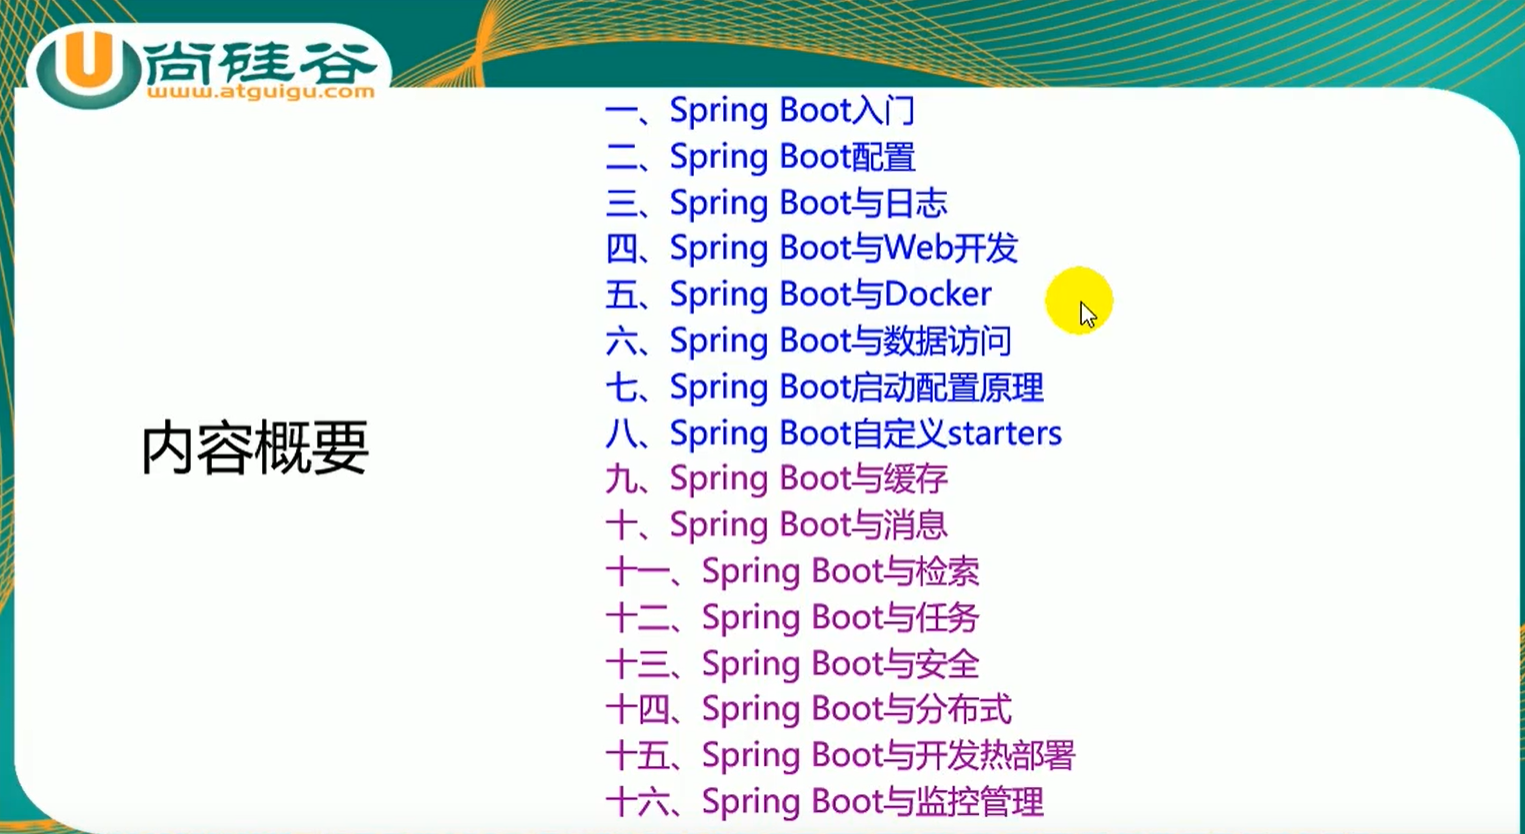 尚硅谷
www.atguigu.com
内容概要
一、Spring Boot入门
二、Spring Boot配置
三、Spring Boot与日志
四、Spring Boot与Web开发
五、Spring Boot与Docker
六、Spring Boot与数据访问
七、Spring Boot启动配置原理
八、Spring Boot自定义starters
九、Spring Boot与缓存
十、Spring Boot与消息
十一、Spring Boot与检索
十二、Spring Boot与任务
十三、Spring Boot与安全
十四、Spring Boot与分布式
十五、Spring Boot与开发热部署
十六、Spring Boot与监控管理